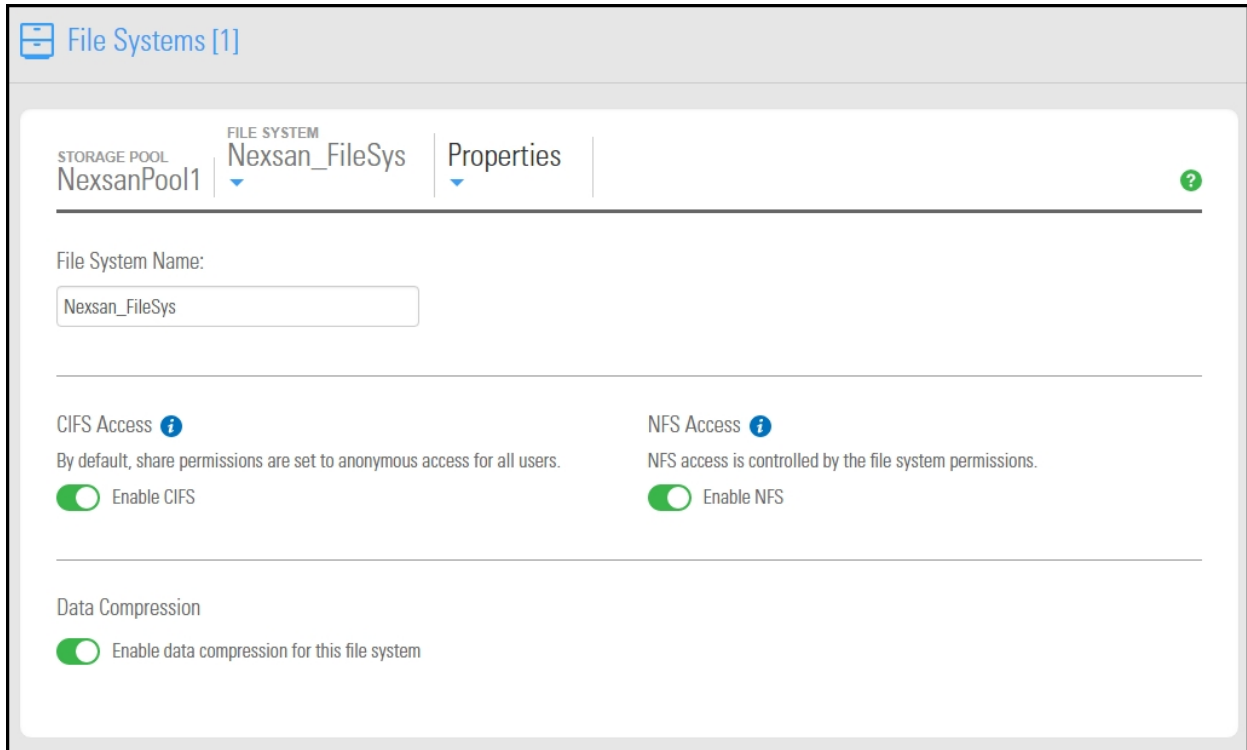 File Systems [1]
STORAGE POOL
NexsanPool1
FILE SYSTEM
Nexsan_FileSys
Properties
?
File System Name:
Nexsan_FileSys
CIFS Access i
By default, share permissions are set to anonymous access for all users.
Enable CIFS
NFS Access i
NFS access is controlled by the file system permissions.
Enable NFS
Data Compression
Enable data compression for this file system